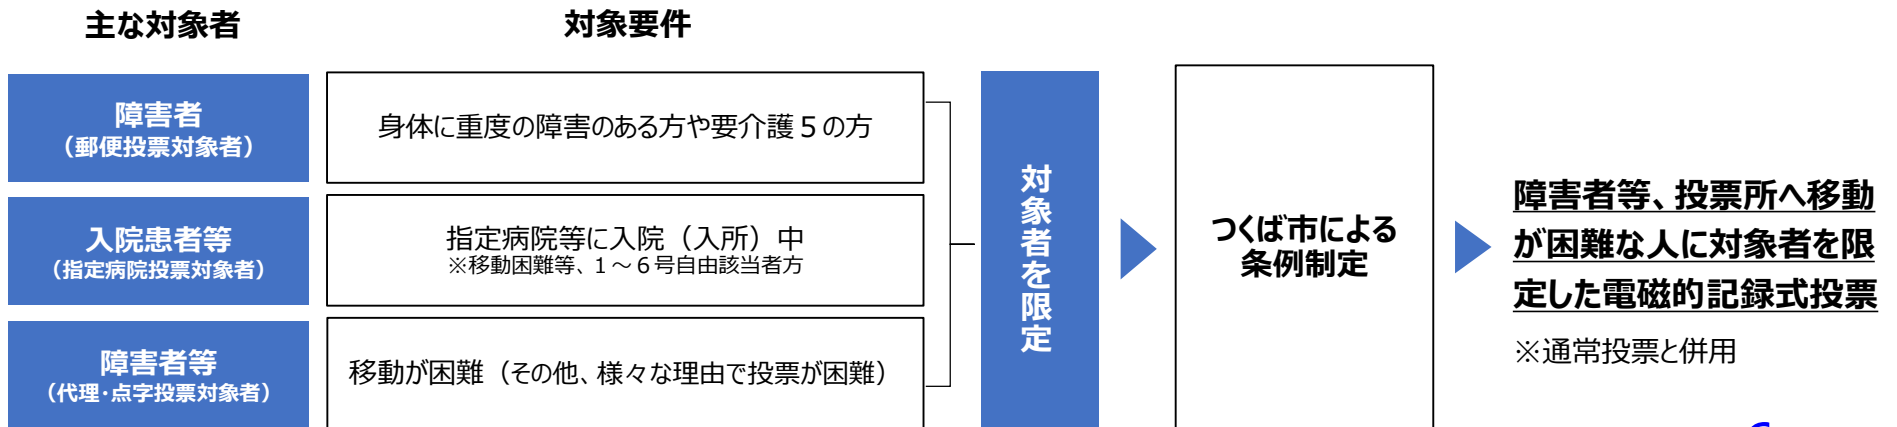 主な対象者
対象要件
障害者
（郵便投票対象者）
身体に重度の障害のある方や要介護５の方
入院患者等
（指定病院投票対象者）
指定病院等に入院（入所）中
※移動困難等、１～６号自由該当者方
障害者等
（代理・点字投票対象者）
移動が困難（その他、様々な理由で投票が困難）
対象者を限定
つくば市による
条例制定
障害者等、投票所へ移動
が困難な人に対象者を限
定した電磁的記録式投票
※通常投票と併用